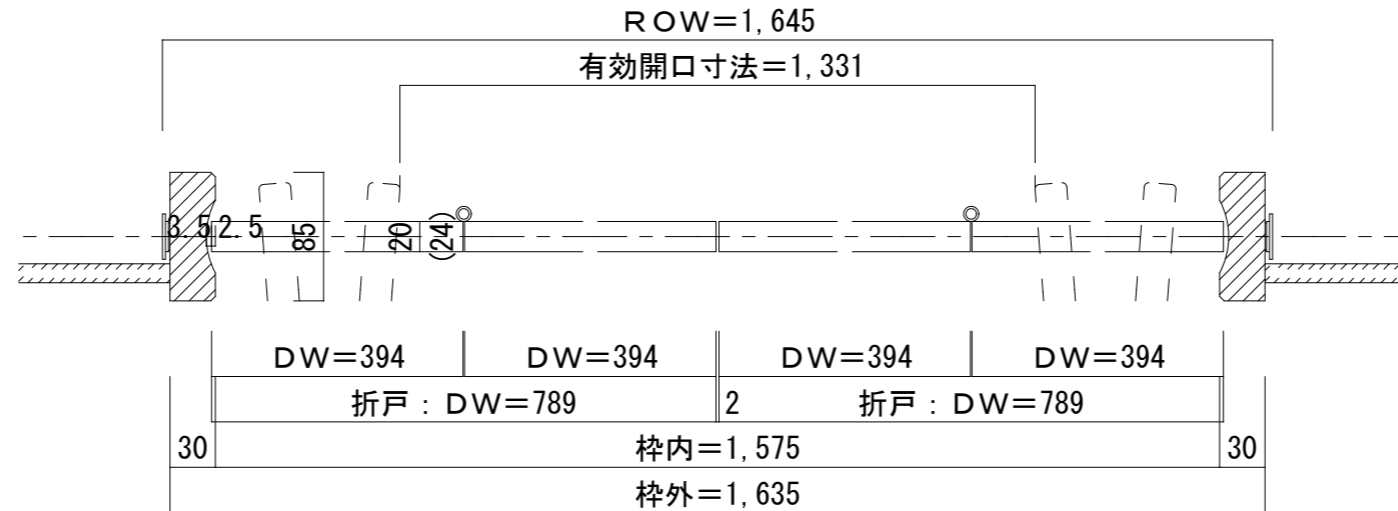 ROW=1,645
有効開口寸法=1,331
3.5 2.5 85 20 (24)
DW=394 DW=394 DW=394 DW=394
折戸：DW=789 2 折戸：DW=789
30 枠内=1,575 30
枠外=1,635